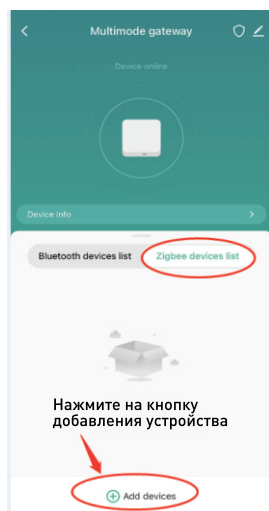 Multimode gateway
Device online
Device Info
Bluetooth devices list
Zigbee devices list
Нажмите на кнопку
добавления устройства
Add devices